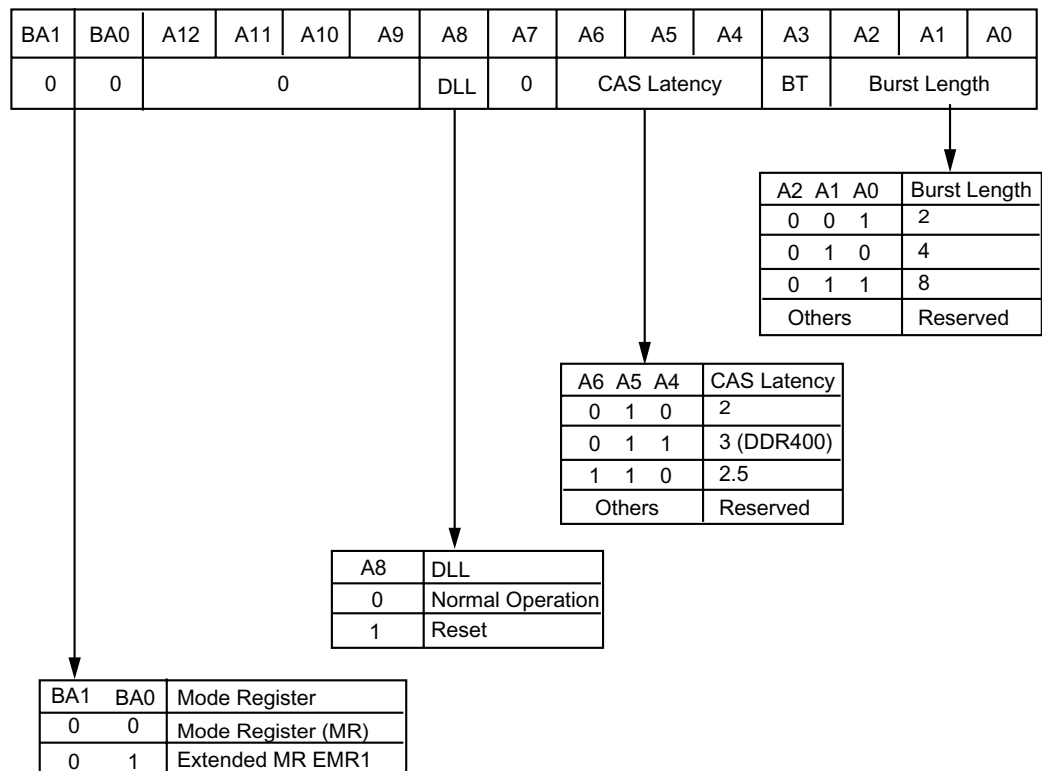 BA1 BA0 A12 A11 A10 A9 A8 A7 A6 A5 A4 A3 A2 A1 A0
0 0 0 DLL 0 CAS Latency BT Burst Length
A2 A1 A0 Burst Length
0 0 1 2
0 1 0 4
0 1 1 8
Others Reserved
A6 A5 A4 CAS Latency
0 1 0 2
0 1 1 3 (DDR400)
1 1 0 2.5
Others Reserved
A8 DLL
0 Normal Operation
1 Reset
BA1 BA0 Mode Register
0 0 Mode Register (MR)
0 1 Extended MR EMR1